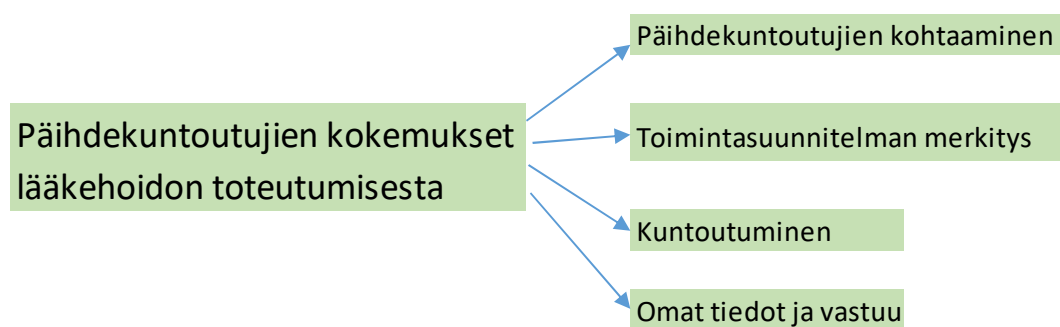 Päihdekuntoutujien kohtaaminen
Päihdekuntoutujien kokemukset
lääkehoidon toteutumisesta
Toimintasuunnitelman merkitys
Kuntoutuminen
Omat tiedot ja vastuu